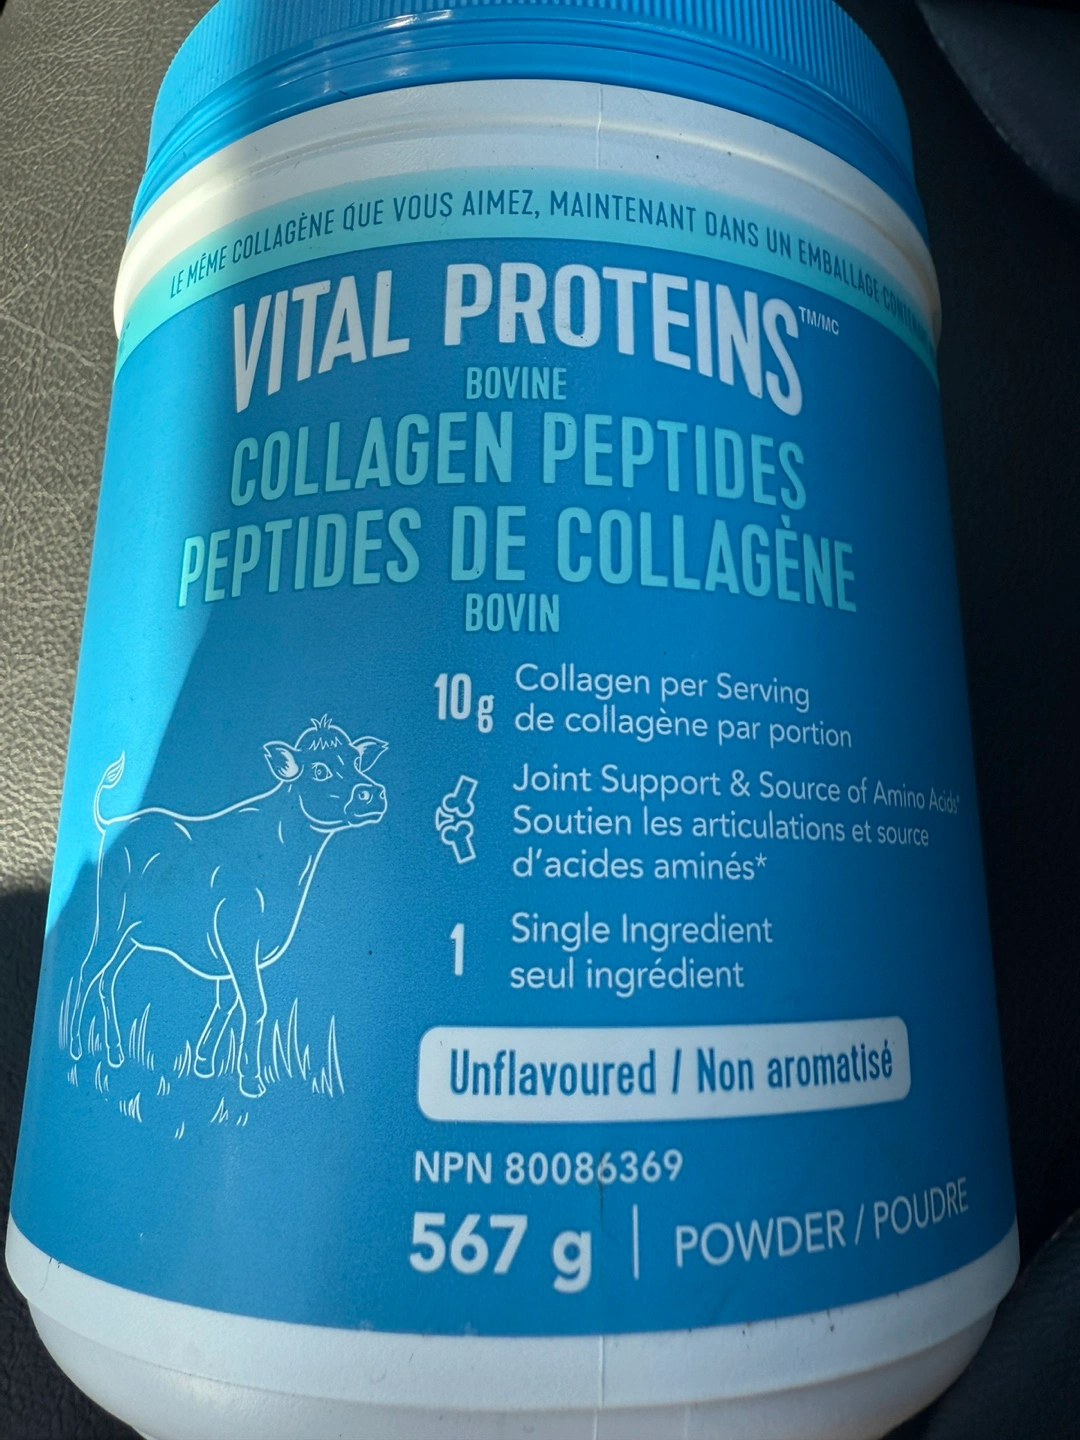 LE MÊME COLLAGÈNE QUE VOUS AIMEZ, MAINTENANT DANS UN EMBALLAGE
VITAL PROTEINS™/MC
BOVINE
COLLAGEN PEPTIDES
PEPTIDES DE COLLAGÈNE
BOVIN
10g Collagen per Serving
de collagène par portion
Joint Support & Source of Amino Acids*
Soutien les articulations et source
d'acides aminés*
1 Single Ingredient
seul ingrédient
Unflavoured / Non aromatisé
NPN 80086369
567 g | POWDER / POUDRE